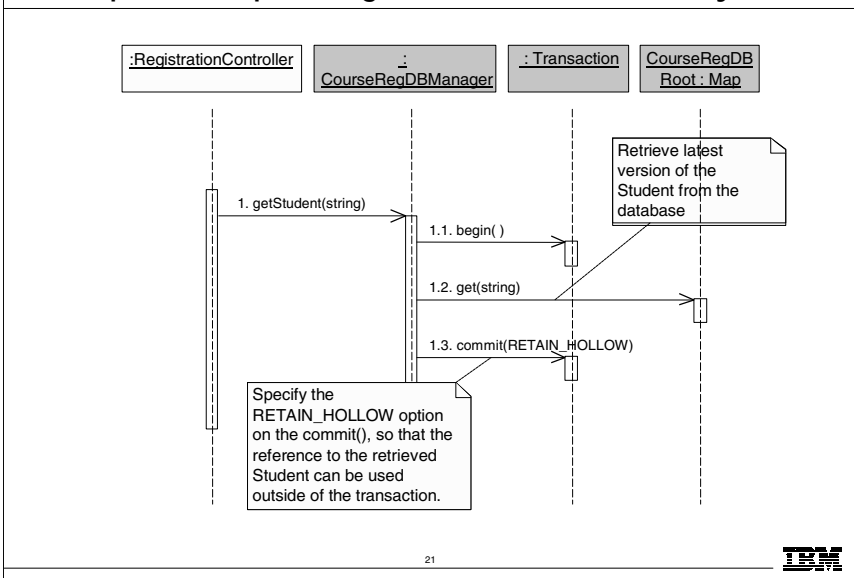 :RegistrationController
:
CourseRegDBManager
: Transaction
CourseRegDB
Root : Map
Retrieve latest
version of the
Student from the
database
1. getStudent(string)
1.1. begin( )
1.2. get(string)
1.3. commit(RETAIN_HOLLOW)
Specify the
RETAIN_HOLLOW option
on the commit(), so that the
reference to the retrieved
Student can be used
outside of the transaction.
21
IBM